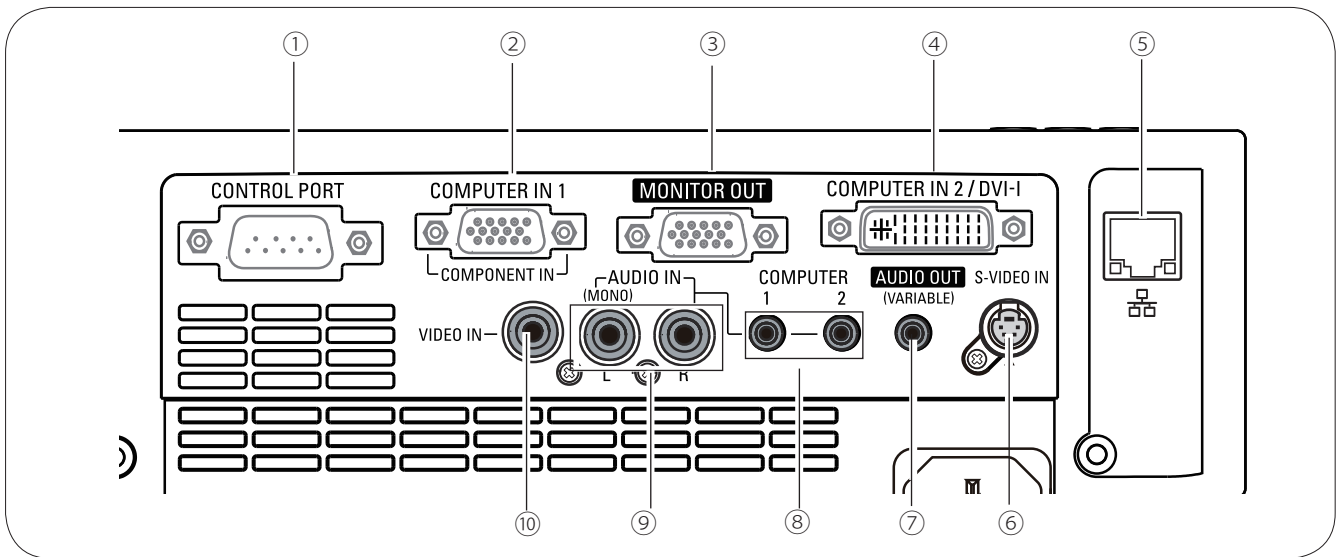 ① ② ③ ④ ⑤
CONTROL PORT COMPUTER IN 1 MONITOR OUT COMPUTER IN 2 / DVI-I
COMPONENT IN AUDIO IN COMPUTER AUDIO OUT S-VIDEO IN
(MONO) 1 2 (VARIABLE)
VIDEO IN
L R
⑩ ⑨ ⑧ ⑦ ⑥